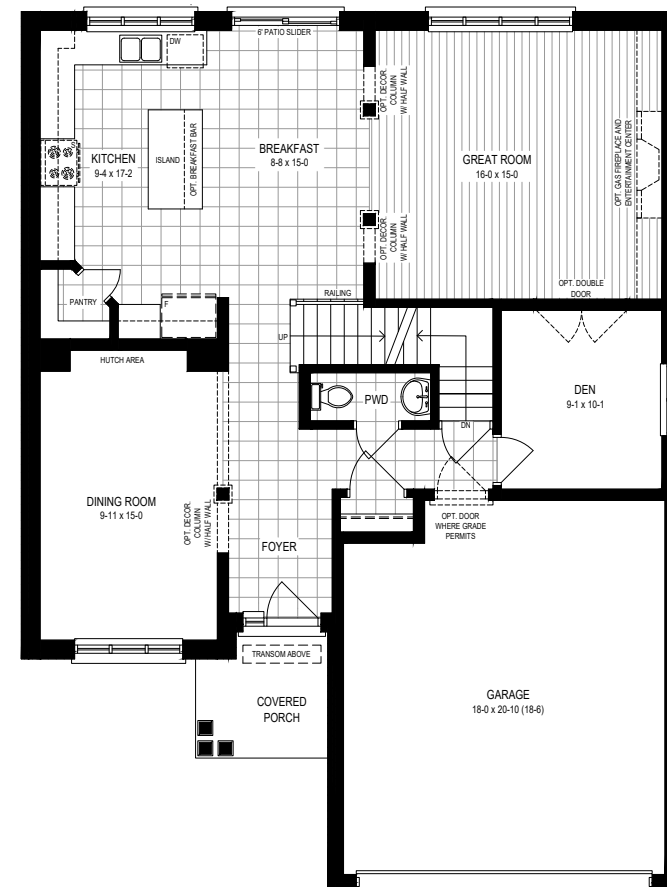 6' PATIO SLIDER
DW
OPT. DECOR.
COLUMN
W/ HALF WALL
S
KITCHEN
9-4 x 17-2
ISLAND
OPT. BREAKFAST BAR
BREAKFAST
8-8 x 15-0
GREAT ROOM
16-0 x 15-0
OPT. GAS FIREPLACE AND
ENTERTAINMENT CENTER
OPT. DECOR.
COLUMN
W/ HALF WALL
OPT. DOUBLE
DOOR
PANTRY
F
RAILING
UP
HUTCH AREA
PWD
DEN
9-1 x 10-1
DN
DINING ROOM
9-11 x 15-0
OPT. DECOR.
COLUMN
W/ HALF WALL
OPT. DOOR
WHERE GRADE
PERMITS
FOYER
TRANSOM ABOVE
COVERED
PORCH
GARAGE
18-0 x 20-10 (18-6)